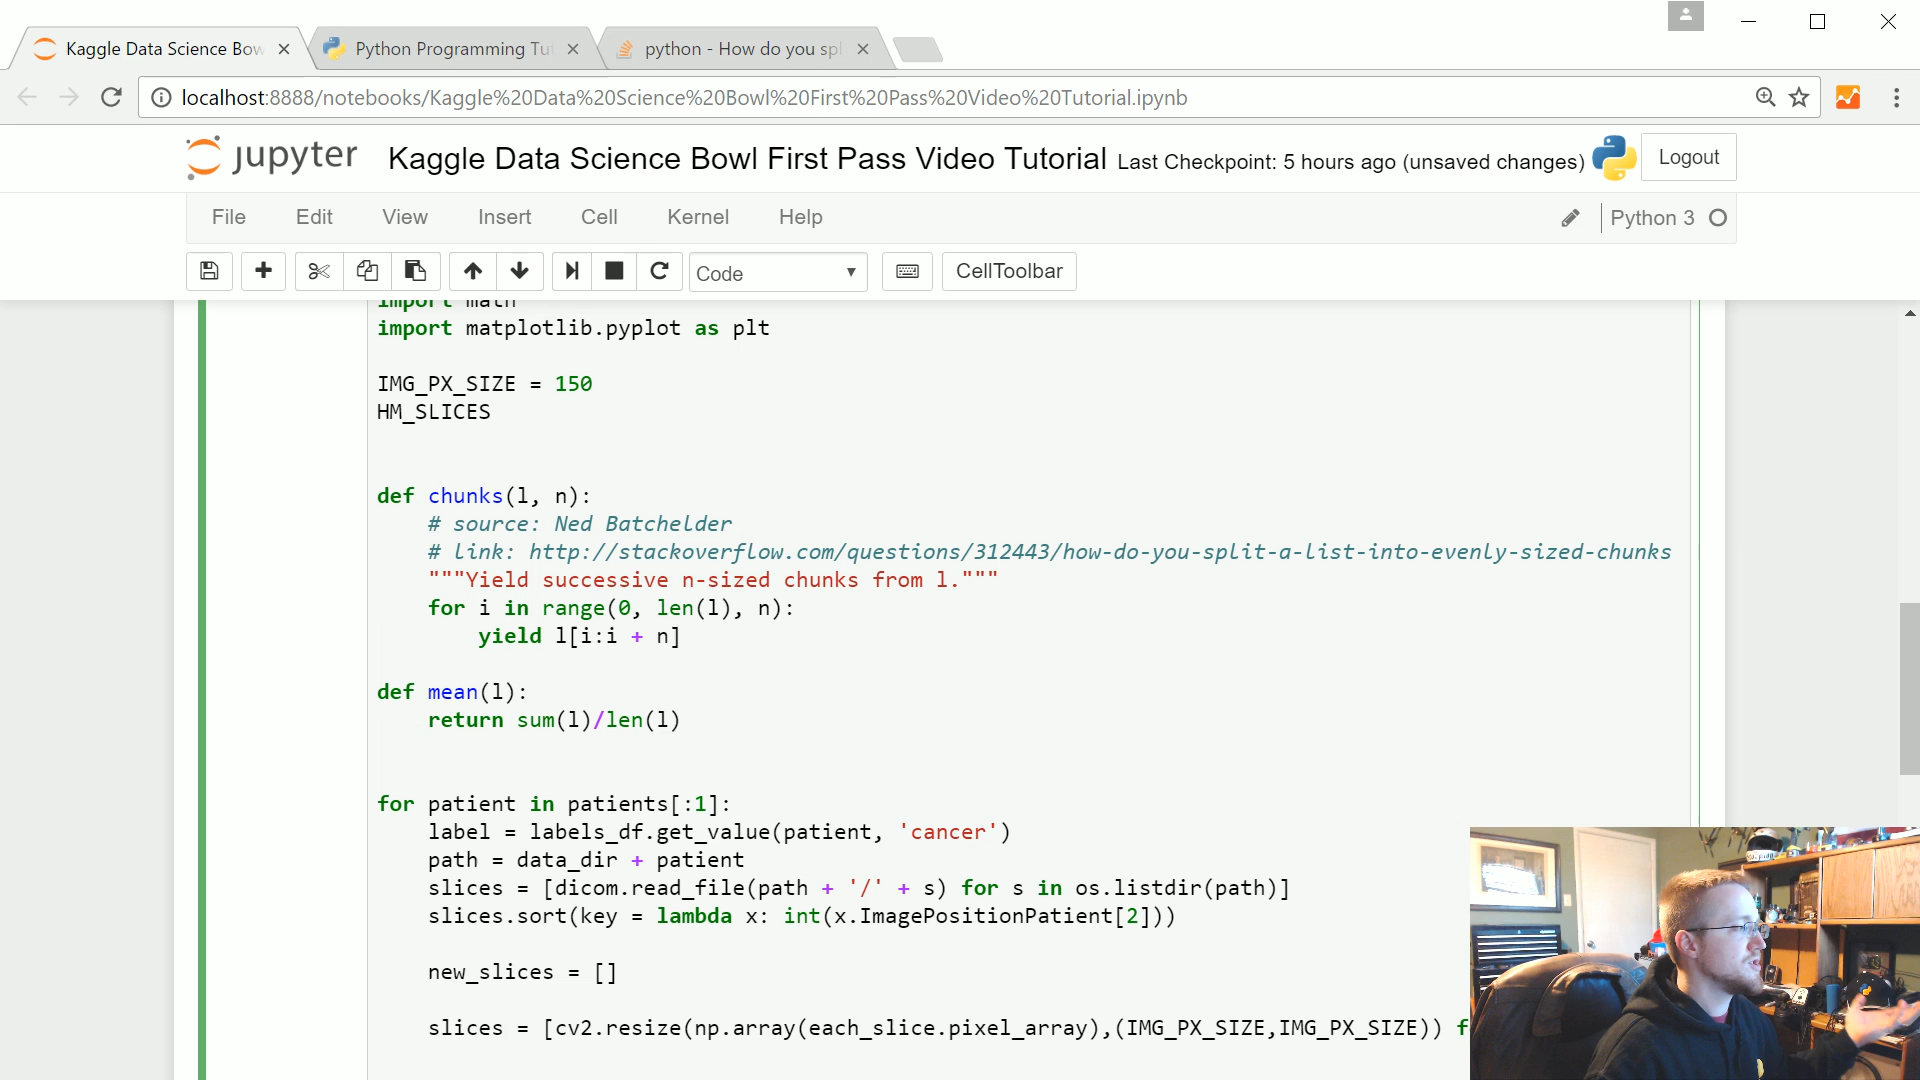 Kaggle Data Science Bow
Python Programming Tu
python - How do you spl
localhost:8888/notebooks/Kaggle%20Data%20Science%20Bowl%20First%20Pass%20Video%20Tutorial.ipynb
jupyter Kaggle Data Science Bowl First Pass Video Tutorial Last Checkpoint: 5 hours ago (unsaved changes) Logout
File Edit View Insert Cell Kernel Help Python 3
Code CellToolbar
import math
import matplotlib.pyplot as plt
IMG_PX_SIZE = 150
HM_SLICES
def chunks(l, n):
# source: Ned Batchelder
# link: http://stackoverflow.com/questions/312443/how-do-you-split-a-list-into-evenly-sized-chunks
"""Yield successive n-sized chunks from l."""
for i in range(0, len(l), n):
yield l[i:i + n]
def mean(l):
return sum(l)/len(l)
for patient in patients[:1]:
label = labels_df.get_value(patient, 'cancer')
path = data_dir + patient
slices = [dicom.read_file(path + '/' + s) for s in os.listdir(path)]
slices.sort(key = lambda x: int(x.ImagePositionPatient[2]))
new_slices = []
slices = [cv2.resize(np.array(each_slice.pixel_array),(IMG_PX_SIZE,IMG_PX_SIZE)) f